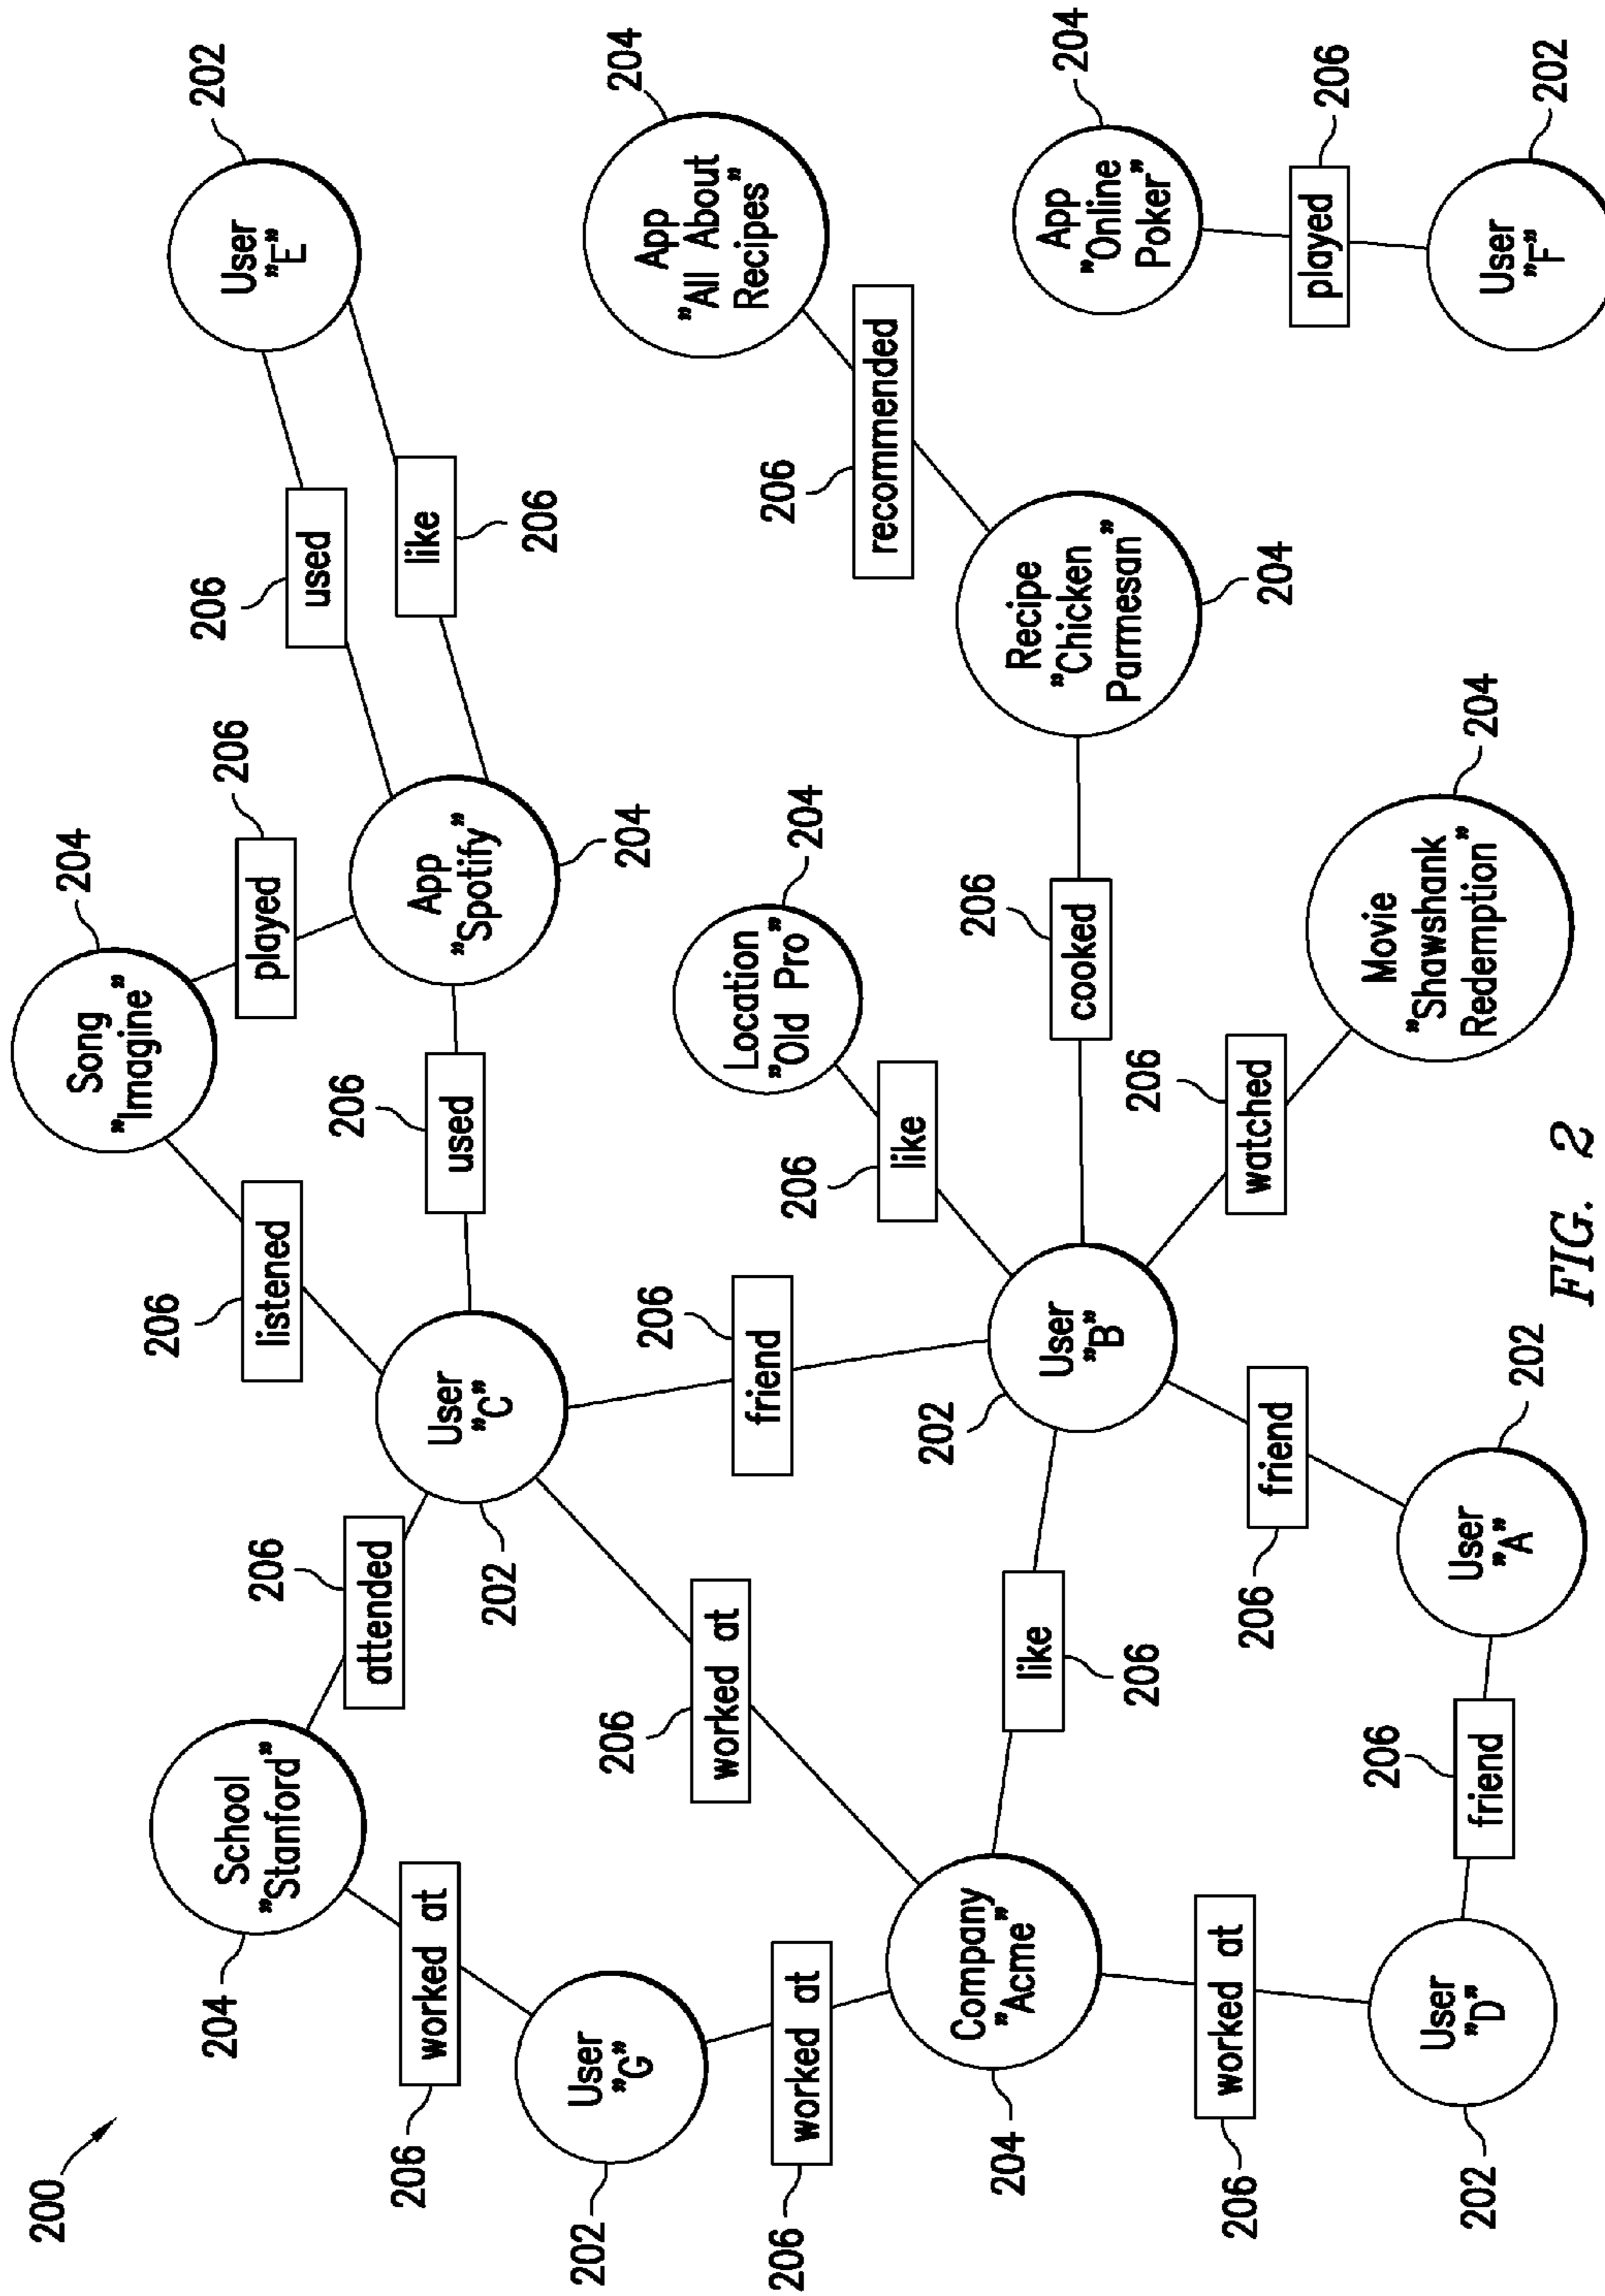 200
204
School
”Stanford”
206
attended
206
listened
204
Song
”Imagine”
206
played
202
User
”E”
206
used
206
like
206
worked at
202
User
”G”
202
User
”C”
206
used
App
”Spotify”
204
206
worked at
206
worked at
206
friend
206
like
204
Location
”Old Pro”
206
recommended
204
App
”All About
Recipes”
204
Company
”Acme”
206
like
202
User
”B”
206
cooked
Recipe
”Chicken
Parmesan”
204
204
App
”Online
Poker”
206
worked at
206
friend
206
watched
206
played
202
User
”D”
206
friend
202
User
”A”
204
Movie
”Shawshank
Redemption”
202
User
”F”
FIG. 2